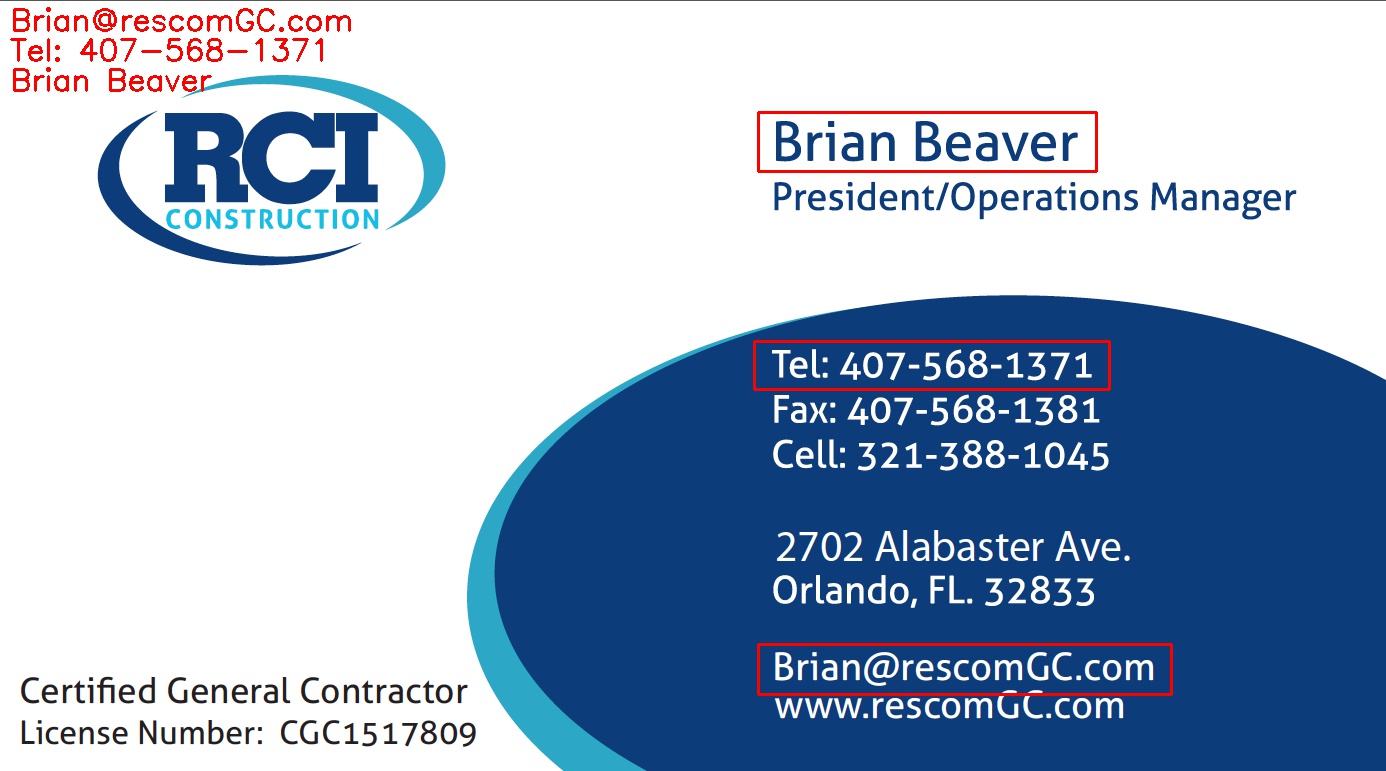 Brian@rescomGC.com
Tel: 407-568-1371
Brian Beaver
RCI
CONSTRUCTION
Brian Beaver
President/Operations Manager
Tel: 407-568-1371
Fax: 407-568-1381
Cell: 321-388-1045
2702 Alabaster Ave.
Orlando, FL. 32833
Brian@rescomGC.com
www.rescomGC.com
Certified General Contractor
License Number: CGC1517809